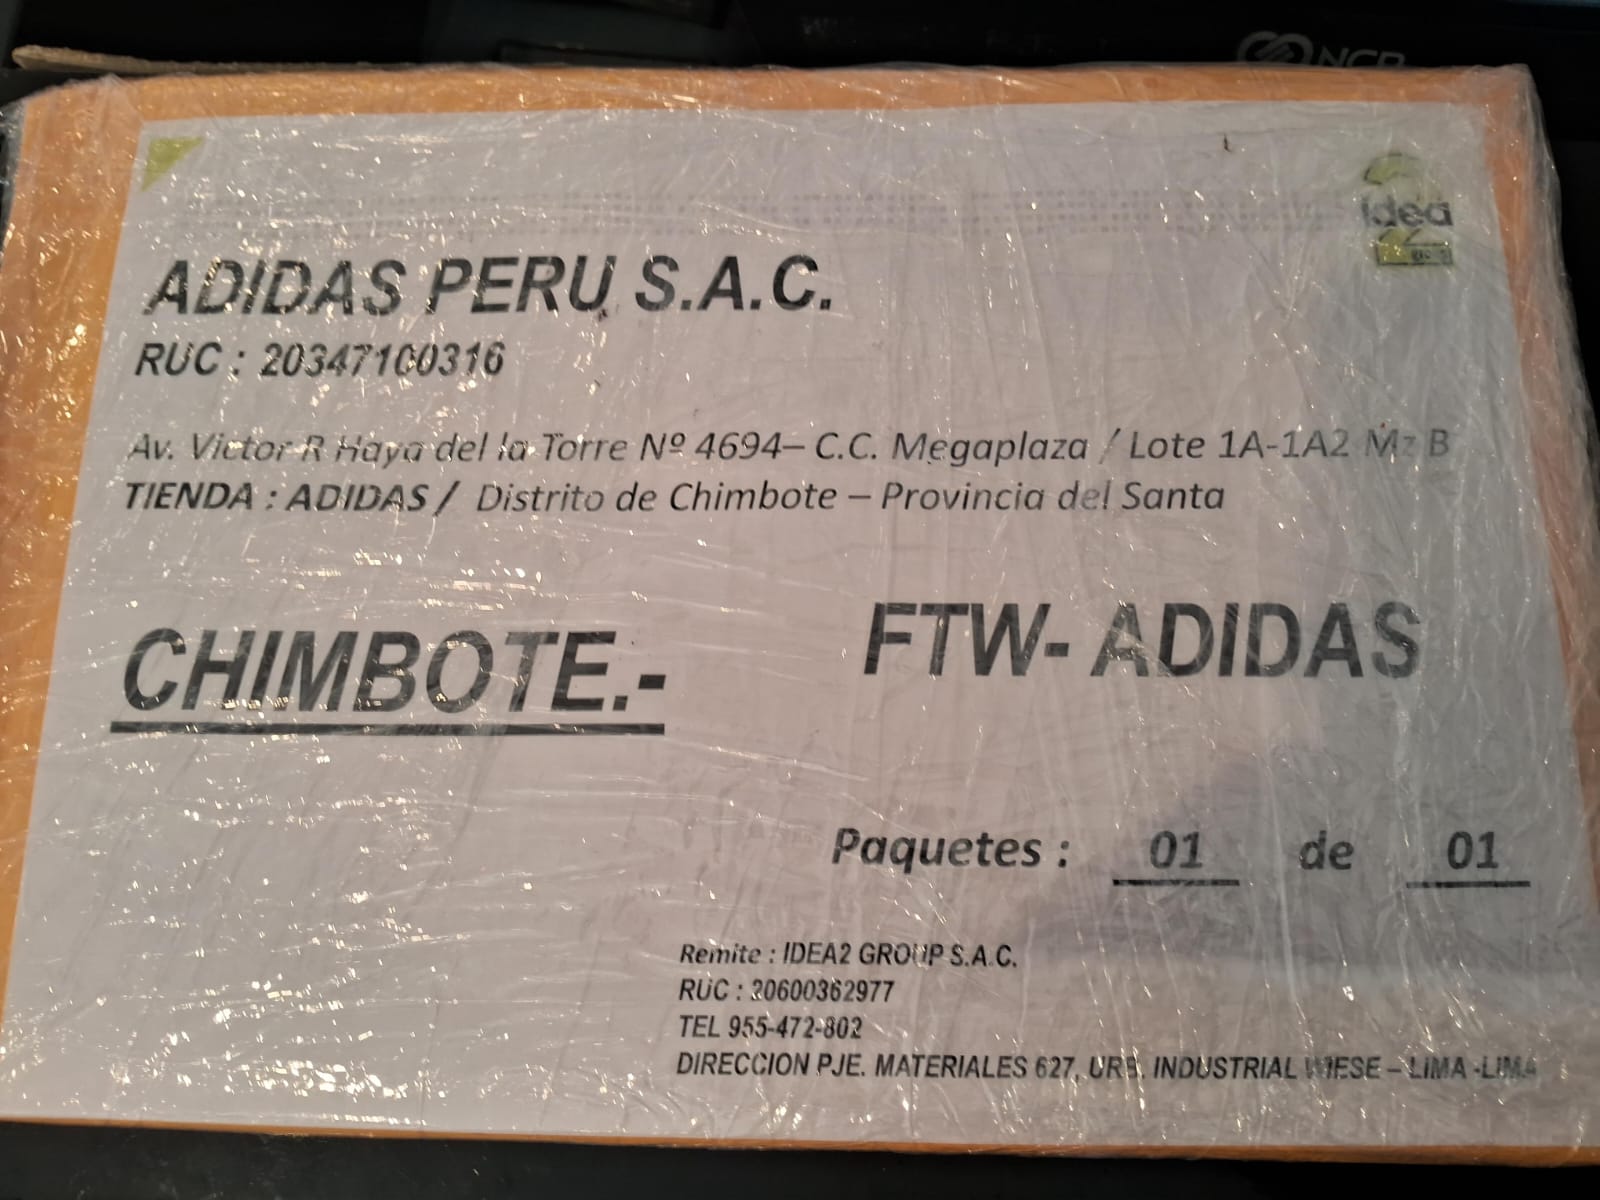 NCR
idea
ADIDAS PERU S.A.C.
RUC : 20347100316
Av. Victor R Haya del la Torre Nº 4694– C.C. Megaplaza / Lote 1A-1A2 Mz B
TIENDA : ADIDAS / Distrito de Chimbote – Provincia del Santa
CHIMBOTE.-
FTW- ADIDAS
Paquetes : 01 de 01
Remite : IDEA2 GROUP S.A.C.
RUC : 20600362977
TEL 955-472-802
DIRECCION PJE. MATERIALES 627, URB. INDUSTRIAL WIESE – LIMA -LIMA